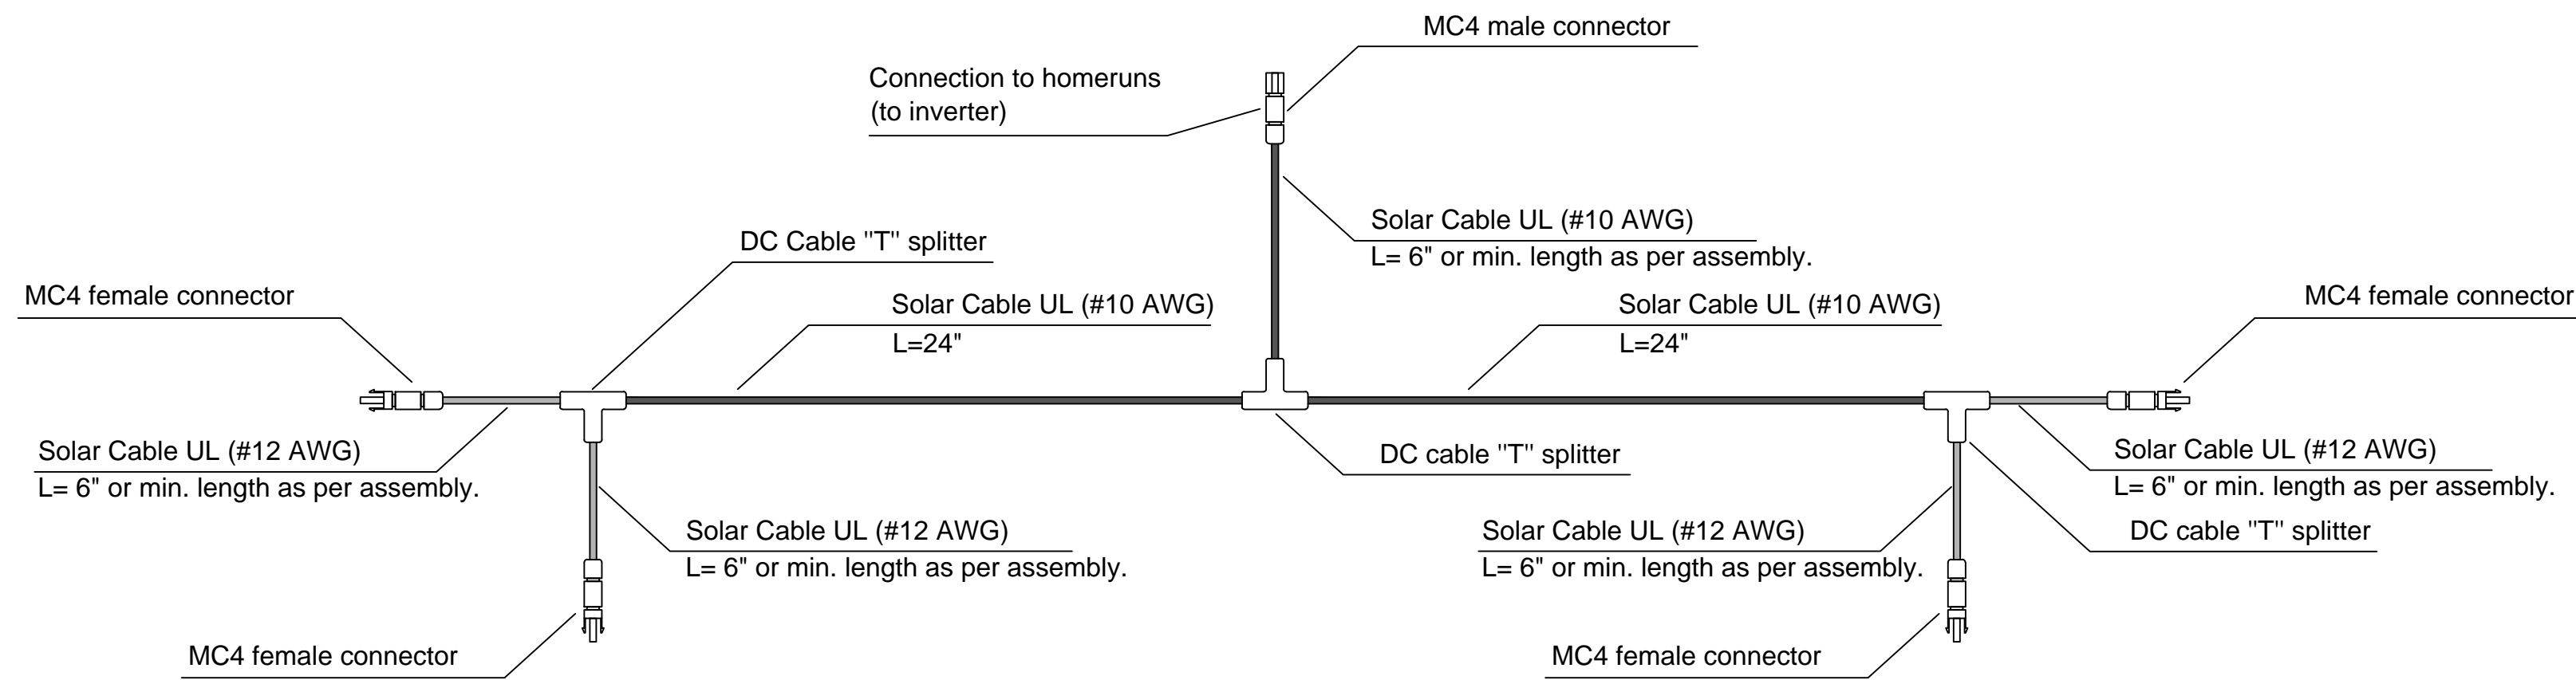 MC4 male connector
Connection to homeruns
(to inverter)
Solar Cable UL (#10 AWG)
L= 6" or min. length as per assembly.
DC Cable "T" splitter
MC4 female connector
Solar Cable UL (#10 AWG)
L=24"
Solar Cable UL (#10 AWG)
L=24"
MC4 female connector
Solar Cable UL (#12 AWG)
L= 6" or min. length as per assembly.
DC cable "T" splitter
Solar Cable UL (#12 AWG)
L= 6" or min. length as per assembly.
Solar Cable UL (#12 AWG)
L= 6" or min. length as per assembly.
Solar Cable UL (#12 AWG)
L= 6" or min. length as per assembly.
DC cable "T" splitter
MC4 female connector
MC4 female connector